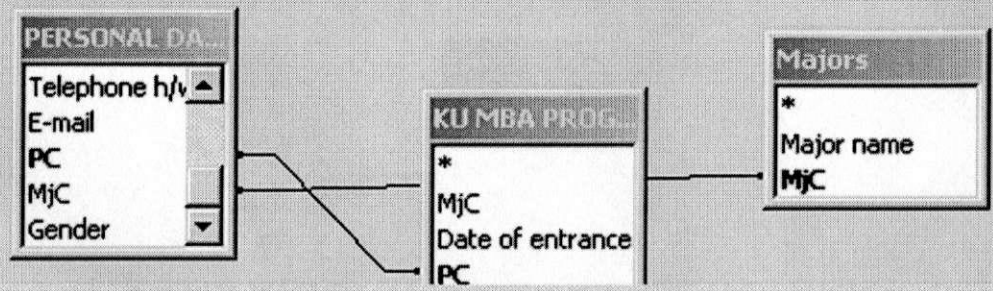 PERSONAL DA...
Telephone h/w
E-mail
PC
MjC
Gender
KU MBA PROG...
*
MjC
Date of entrance
PC
Majors
*
Major name
MjC